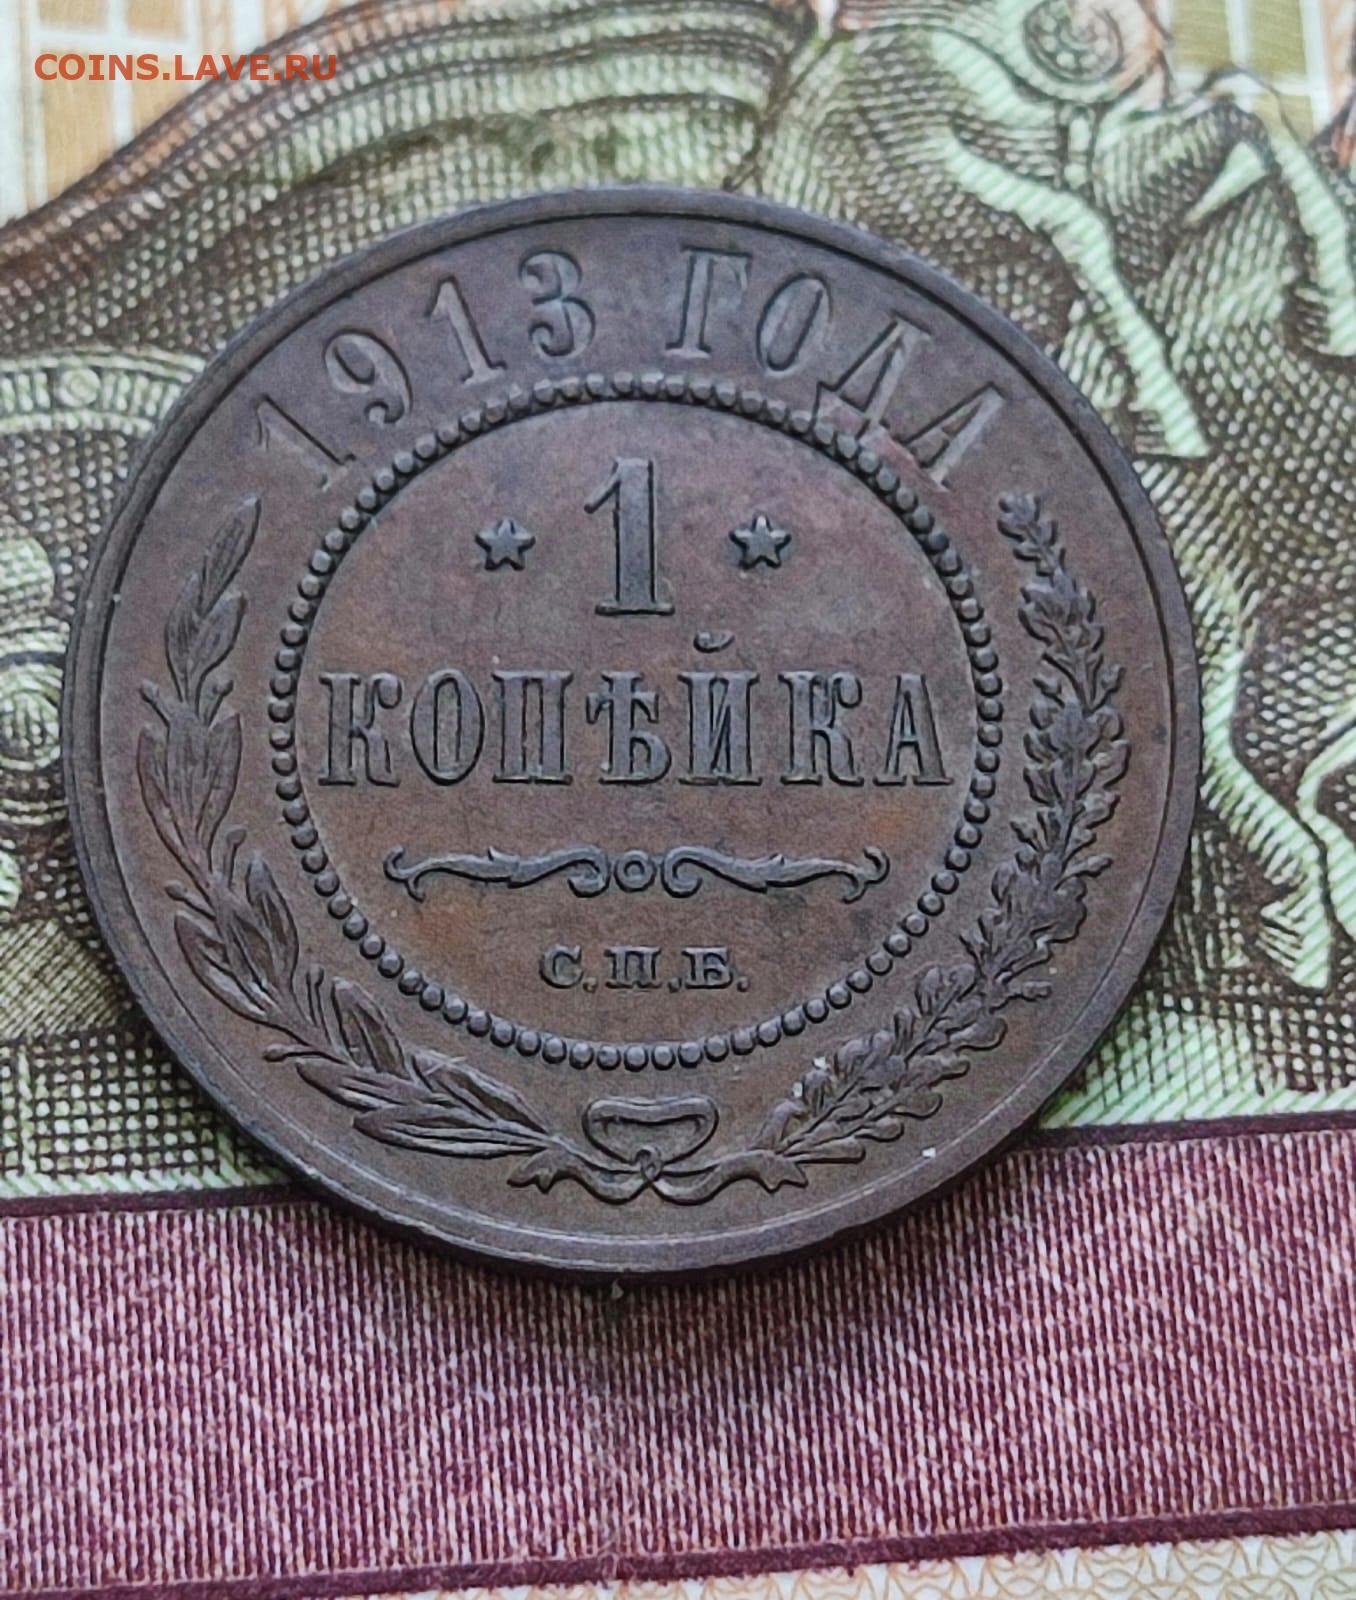 COINS.LAVE.RU
1913 ГОДА
1
КОПѢЙКА
С.П.Б.